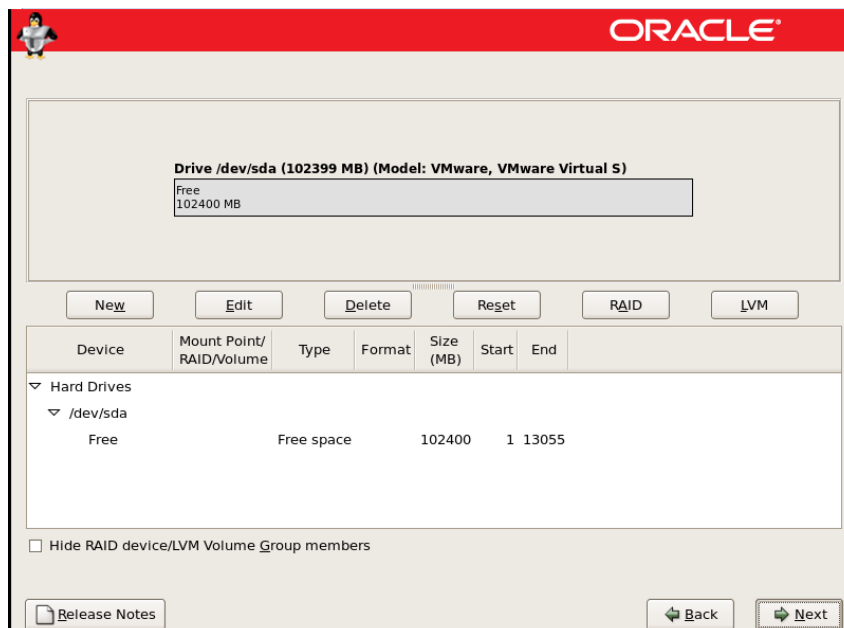 ORACLE®
Drive /dev/sda (102399 MB) (Model: VMware, VMware Virtual S)
Free
102400 MB
New Edit Delete Reset RAID LVM
Device Mount Point/ RAID/Volume Type Format Size (MB) Start End
Hard Drives
/dev/sda
Free Free space 102400 1 13055
Hide RAID device/LVM Volume Group members
Release Notes Back Next